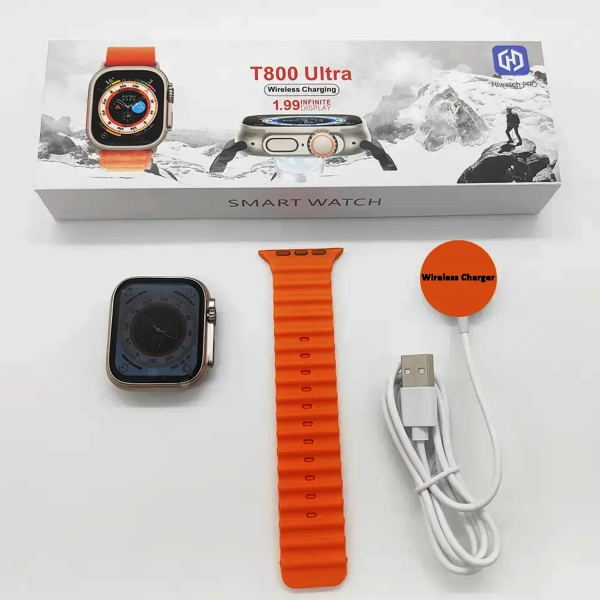 T800 Ultra
Wireless Charging
1.99 INFINITE DISPLAY
Hiwatch PRO
SMART WATCH
Wireless Charger